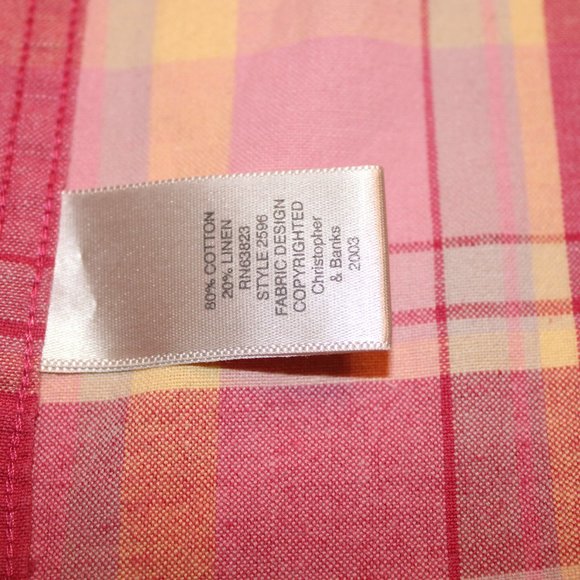 80% COTTON
20% LINEN
RN63823
STYLE 2596
FABRIC DESIGN
COPYRIGHTED
Christopher
& Banks
2003